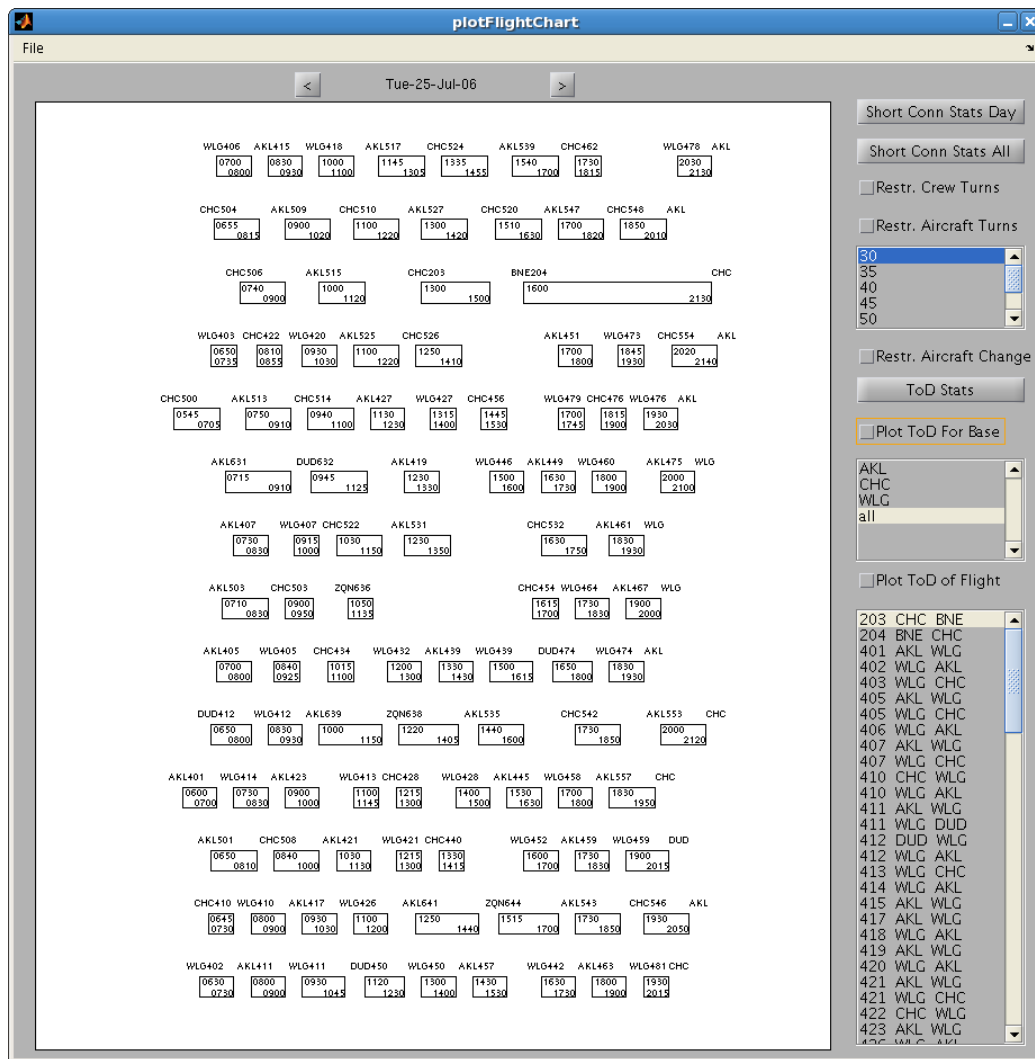 plotFlightChart
File
< Tue-25-Jul-06 >
WLG406 AKL415 WLG418 AKL517 CHC524 AKL539 CHC462 WLG478 AKL
0700 0830 1000 1145 1335 1540 1730 2030
0800 0930 1100 1305 1455 1700 1815 2130
CHC504 AKL509 CHC510 AKL527 CHC520 AKL547 CHC548 AKL
0655 0900 1100 1300 1510 1700 1850
0815 1020 1220 1420 1630 1820 2010
CHC506 AKL515 CHC203 BNE204 CHC
0740 1000 1300 1600
0900 1120 1500 2130
WLG403 CHC422 WLG420 AKL525 CHC526 AKL451 WLG473 CHC554 AKL
0650 0810 0930 1100 1250 1700 1845 2020
0735 0855 1030 1220 1410 1800 1930 2140
CHC500 AKL513 CHC514 AKL427 WLG427 CHC456 WLG479 CHC476 WLG476 AKL
0545 0750 0940 1130 1315 1445 1700 1815 1930
0705 0910 1100 1230 1400 1530 1745 1900 2030
AKL631 DUD632 AKL419 WLG446 AKL449 WLG460 AKL475 WLG
0715 0945 1230 1500 1630 1800 2000
0910 1125 1330 1600 1730 1900 2100
AKL407 WLG407 CHC522 AKL531 CHC532 AKL461 WLG
0730 0915 1030 1230 1630 1830
0830 1000 1150 1350 1750 1930
AKL503 CHC503 ZQN636 CHC454 WLG464 AKL467 WLG
0710 0900 1050 1615 1730 1900
0830 0950 1135 1700 1830 2000
AKL405 WLG405 CHC434 WLG432 AKL439 WLG439 DUD474 WLG474 AKL
0700 0840 1015 1200 1330 1500 1650 1830
0800 0925 1100 1300 1430 1615 1800 1930
DUD412 WLG412 AKL639 ZQN638 AKL535 CHC542 AKL553 CHC
0650 0830 1000 1220 1440 1730 2000
0800 0930 1150 1405 1600 1850 2120
AKL401 WLG414 AKL423 WLG413 CHC428 WLG428 AKL445 WLG458 AKL557 CHC
0600 0730 0900 1100 1215 1400 1530 1700 1830
0700 0830 1000 1145 1300 1500 1630 1800 1950
AKL501 CHC508 AKL421 WLG421 CHC440 WLG452 AKL459 WLG459 DUD
0650 0840 1030 1215 1330 1600 1730 1900
0810 1000 1130 1300 1415 1700 1830 2015
CHC410 WLG410 AKL417 WLG426 AKL641 ZQN644 AKL543 CHC546 AKL
0645 0800 0930 1100 1250 1515 1730 1930
0730 0900 1030 1200 1440 1700 1850 2050
WLG402 AKL411 WLG411 DUD450 WLG450 AKL457 WLG442 AKL463 WLG481 CHC
0630 0800 0930 1120 1300 1430 1630 1800 1930
0730 0900 1045 1230 1400 1530 1730 1900 2015
Short Conn Stats Day
Short Conn Stats All
Restr. Crew Turns
Restr. Aircraft Turns
30
35
40
45
50
Restr. Aircraft Change
ToD Stats
Plot ToD For Base
AKL
CHC
WLG
all
Plot ToD of Flight
203 CHC BNE
204 BNE CHC
401 AKL WLG
402 WLG AKL
403 WLG CHC
405 AKL WLG
405 WLG CHC
406 WLG AKL
407 AKL WLG
407 WLG CHC
410 CHC WLG
410 WLG AKL
411 AKL WLG
411 WLG DUD
412 DUD WLG
412 WLG AKL
413 WLG CHC
414 WLG AKL
415 AKL WLG
417 AKL WLG
418 WLG AKL
419 AKL WLG
420 WLG AKL
421 AKL WLG
421 WLG CHC
422 CHC WLG
423 AKL WLG
426 WLG AKL